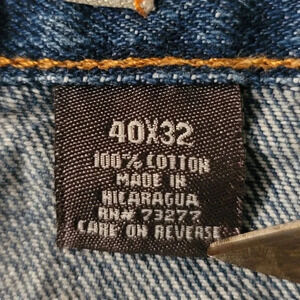 40X32
100% COTTON
MADE IN
NICARAGUA
RN# 73277
CARE ON REVERSE